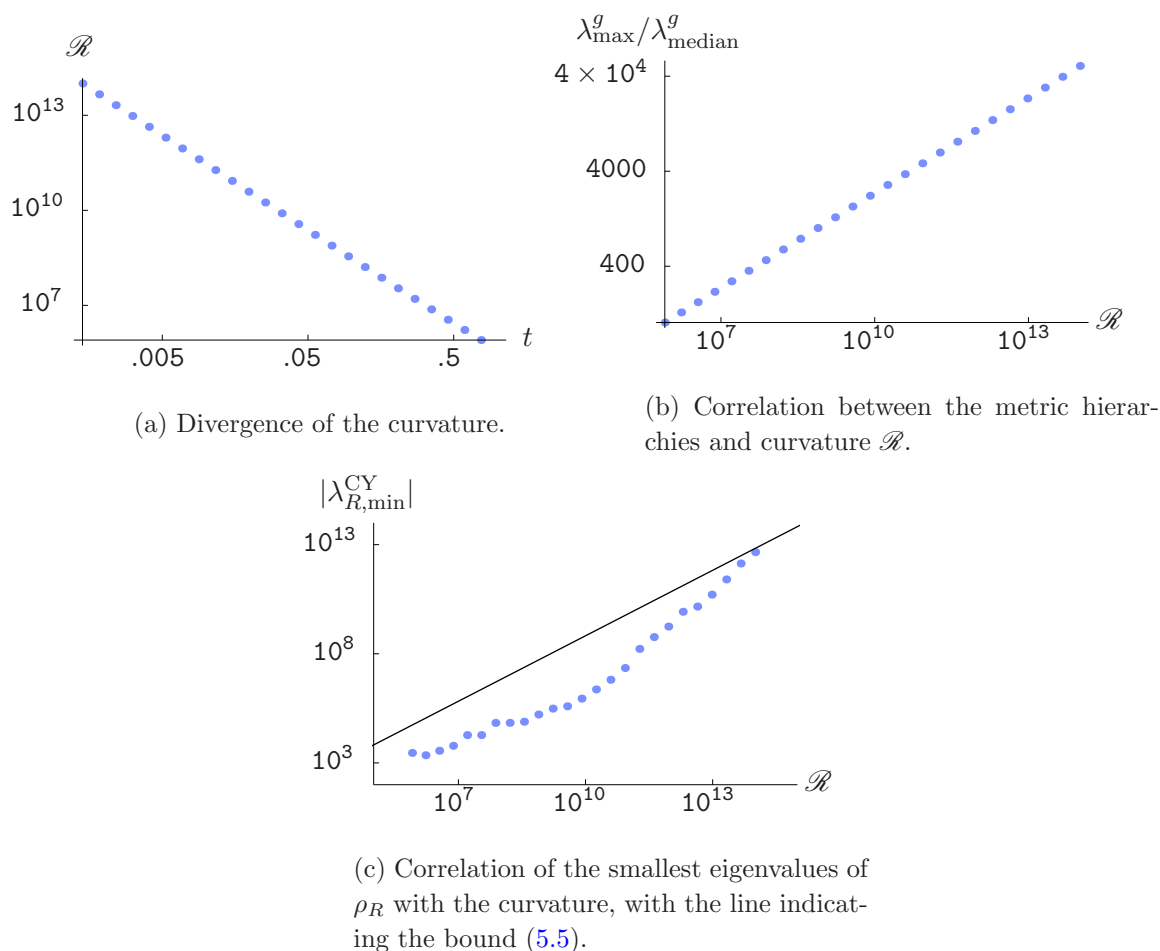 ℛ
10^13
10^10
10^7
.005
.05
.5
t
(a) Divergence of the curvature.
λ^g_max/λ^g_median
4 × 10^4
4000
400
10^7
10^10
10^13
ℛ
(b) Correlation between the metric hierar-
chies and curvature ℛ.
|λ^CY_R,min|
10^13
10^8
10^3
10^7
10^10
10^13
ℛ
(c) Correlation of the smallest eigenvalues of
ρ_R with the curvature, with the line indicat-
ing the bound (5.5).